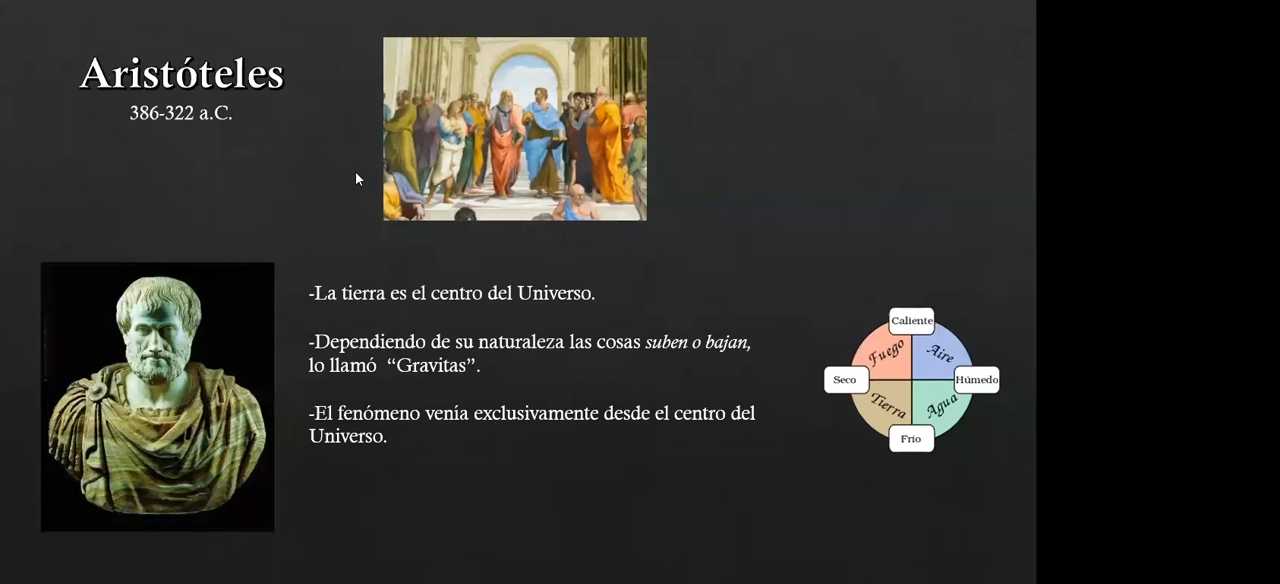 Aristóteles
386-322 a.C.
-La tierra es el centro del Universo.
-Dependiendo de su naturaleza las cosas suben o bajan,
lo llamó “Gravitas”.
-El fenómeno venía exclusivamente desde el centro del
Universo.
Caliente
Fuego
Aire
Seco
Húmedo
Tierra
Agua
Frío